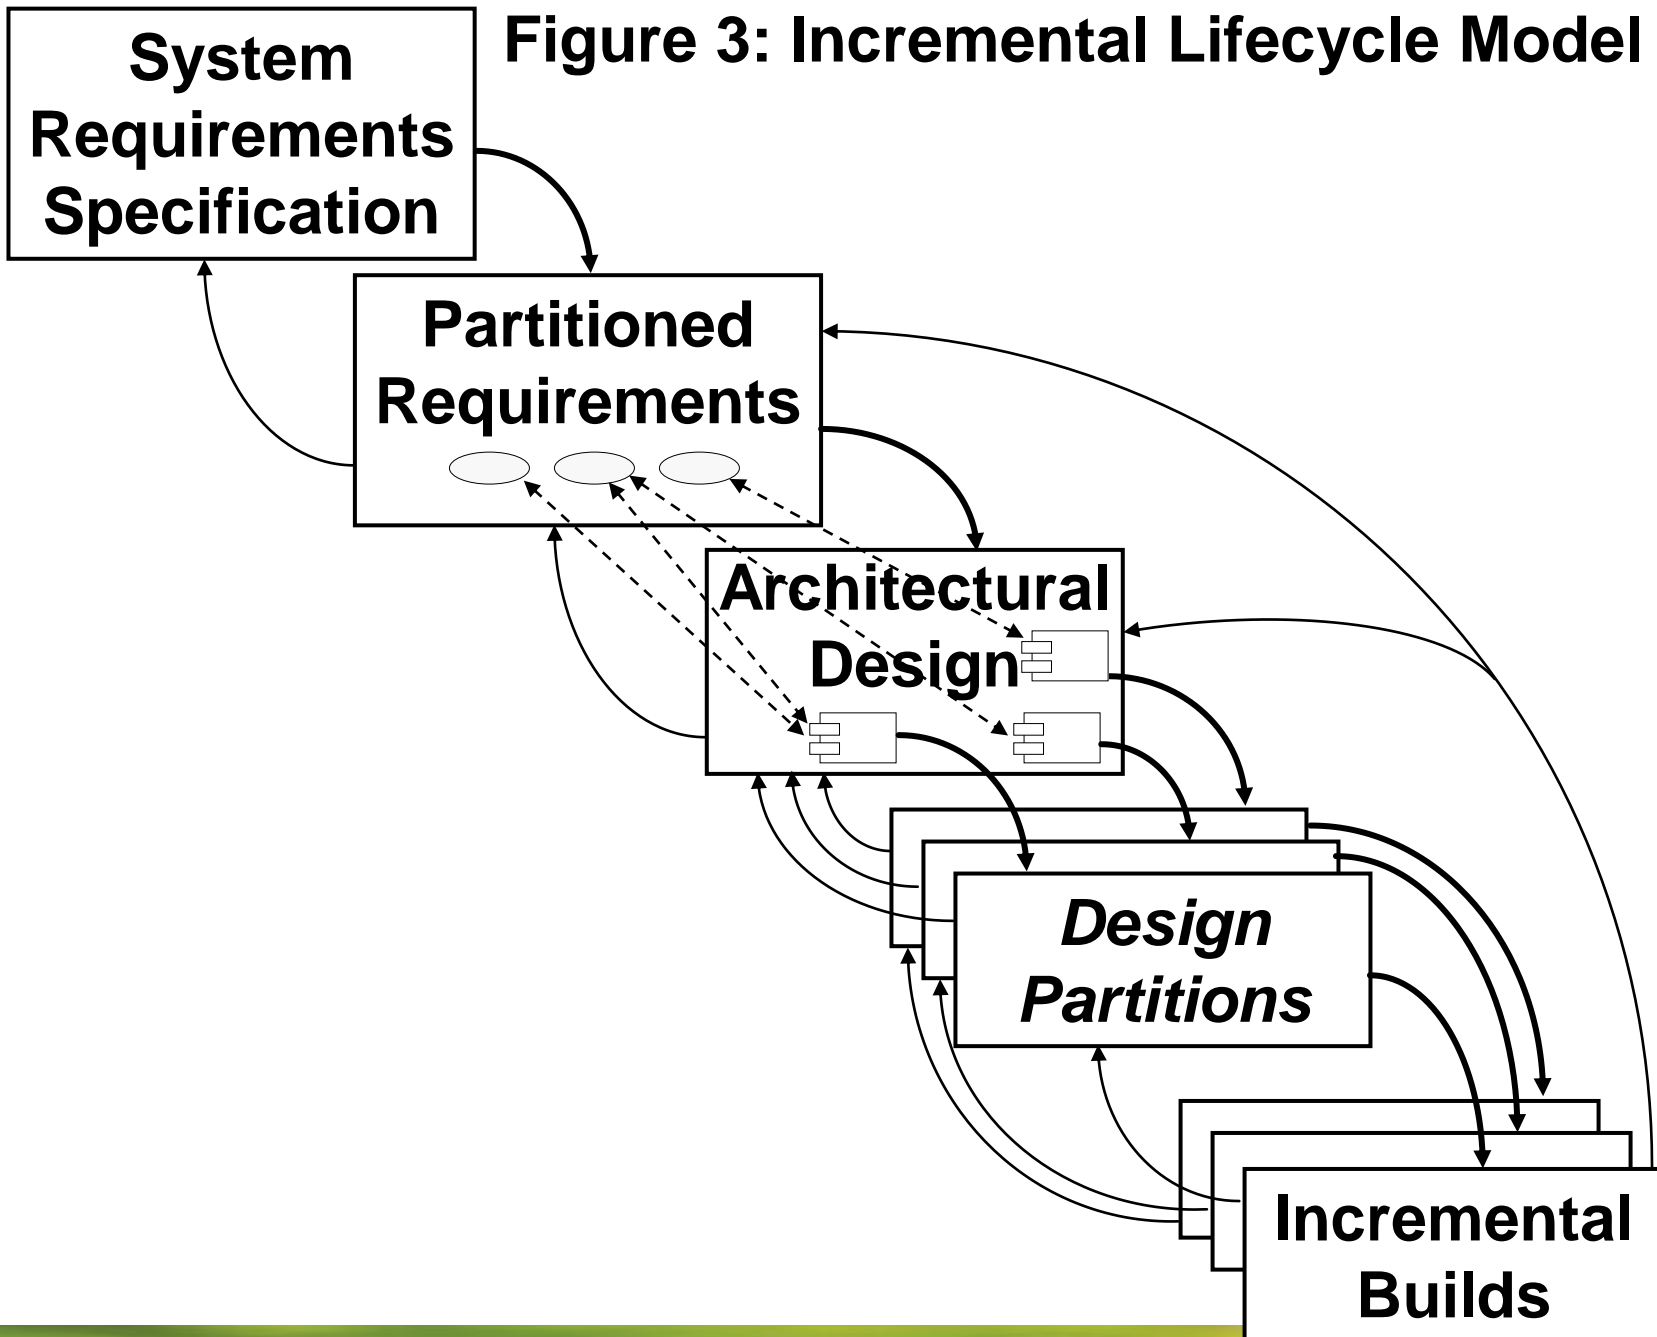 Figure 3: Incremental Lifecycle Model
System
Requirements
Specification
Partitioned
Requirements
Architectural
Design
Design
Partitions
Incremental
Builds